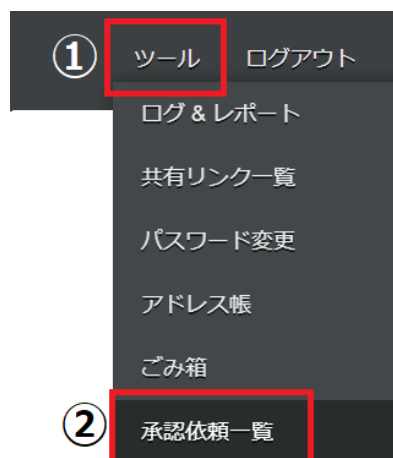 ① ツール ログアウト
ログ & レポート
共有リンク一覧
パスワード変更
アドレス帳
ごみ箱
② 承認依頼一覧